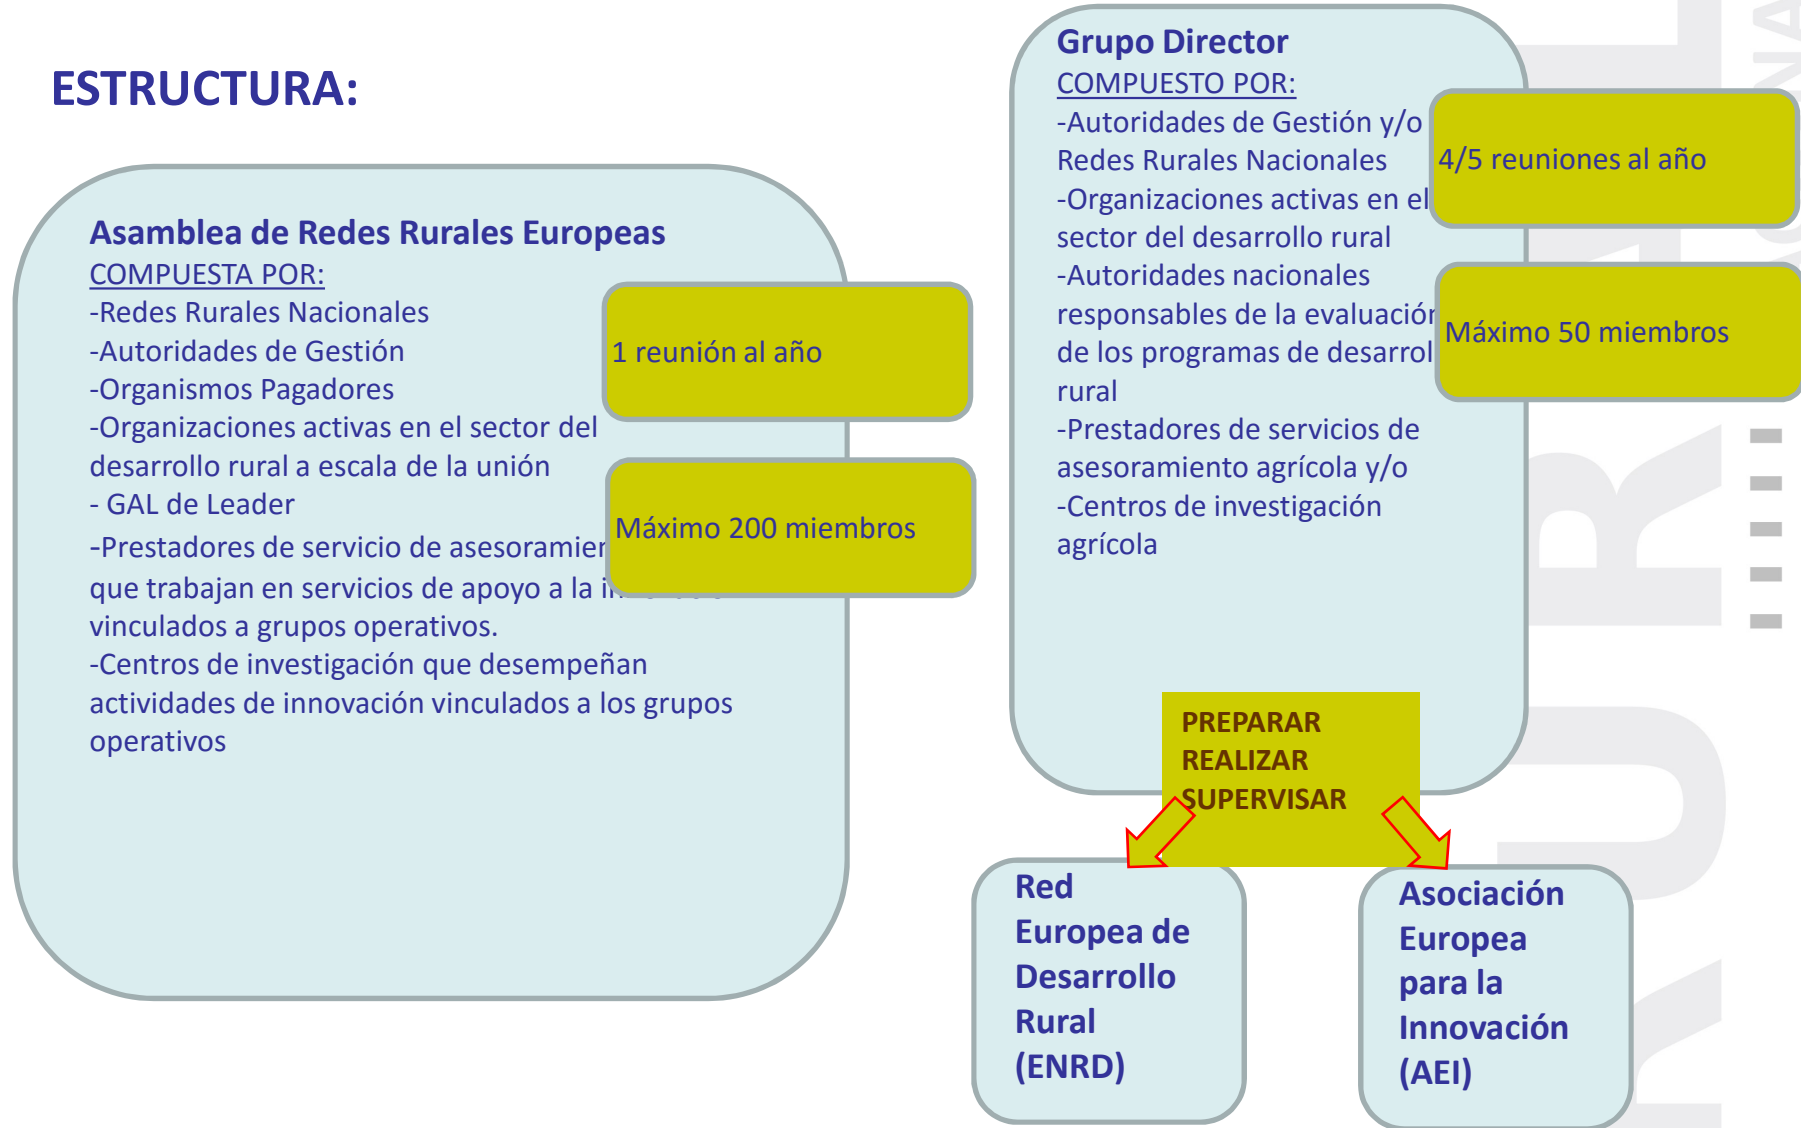 ESTRUCTURA:
Asamblea de Redes Rurales Europeas
COMPUESTA POR:
-Redes Rurales Nacionales
-Autoridades de Gestión
-Organismos Pagadores
-Organizaciones activas en el sector del
desarrollo rural a escala de la unión
- GAL de Leader
-Prestadores de servicio de
que trabajan en servicios de apoyo a la
vinculados a grupos operativos.
-Centros de investigación que desempeñan
actividades de innovación vinculados a los grupos
operativos
1 reunión al año
Máximo 200 miembros
Grupo Director
COMPUESTO POR:
-Autoridades de Gestión y/o
Redes Rurales Nacionales
-Organizaciones activas en el
sector del desarrollo rural
-Autoridades nacionales
responsables de la evaluación
de los programas de
rural
-Prestadores de servicios de
asesoramiento agrícola y/o
-Centros de investigación
agrícola
4/5 reuniones al año
Máximo 50 miembros
PREPARAR
REALIZAR
SUPERVISAR
Red
Europea de
Desarrollo
Rural
(ENRD)
Asociación
Europea
para la
Innovación
(AEI)